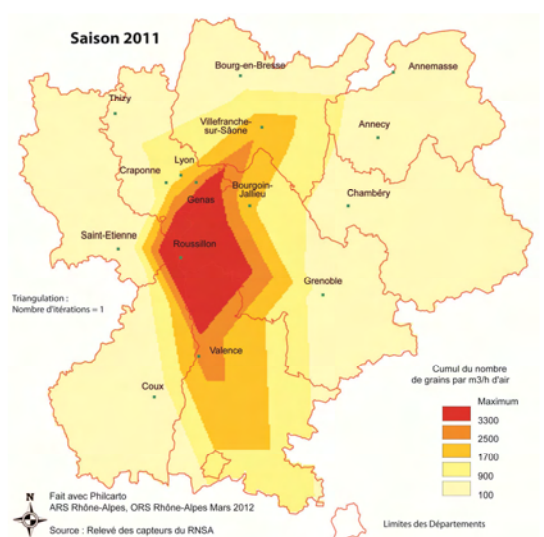 Saison 2011
Bourg-en-Bresse
Annemasse
Thizy
Villefranche-
sur-Sâone
Annecy
Lyon
Craponne
Bourgoin-
Jallieu
Genas
Chambéry
Saint-Etienne
Roussillon
Grenoble
Triangulation :
Nombre d'itérations = 1
Valence
Coux
Cumul du nombre
de grains par m3/h d'air
Maximum
3300
2500
1700
900
100
N
Fait avec Philcarto
ARS Rhône-Alpes, ORS Rhône-Alpes Mars 2012
Source : Relevé des capteurs du RNSA
Limites des Départements